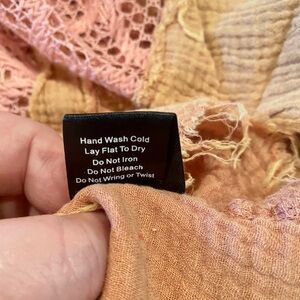 Hand Wash Cold
Lay Flat To Dry
Do Not Iron
Do Not Bleach
Do Not Wring or Twist